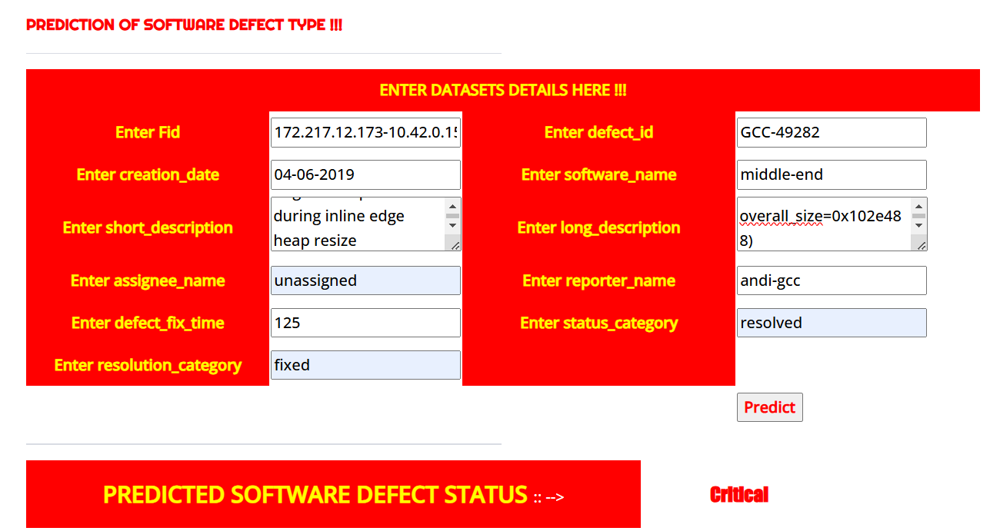 PREDICTION OF SOFTWARE DEFECT TYPE !!!
ENTER DATASETS DETAILS HERE !!!
Enter Fid 172.217.12.173-10.42.0.15 Enter defect_id GCC-49282
Enter creation_date 04-06-2019 Enter software_name middle-end
Enter short_description during inline edge heap resize Enter long_description overall_size=0x102e488)
Enter assignee_name unassigned Enter reporter_name andi-gcc
Enter defect_fix_time 125 Enter status_category resolved
Enter resolution_category fixed
Predict
PREDICTED SOFTWARE DEFECT STATUS :: --> Critical